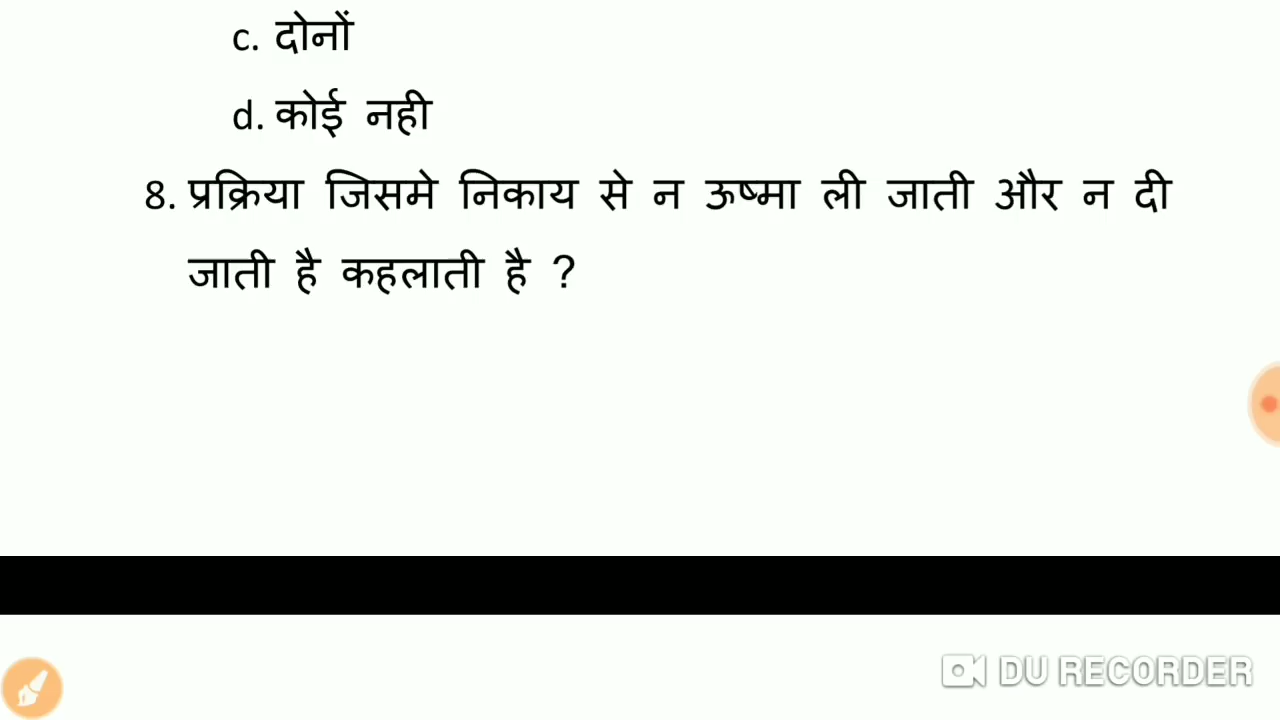 c. दोनों
d. कोई नही
8. प्रक्रिया जिसमे निकाय से न ऊष्मा ली जाती और न दी
जाती है कहलाती है ?
DU RECORDER